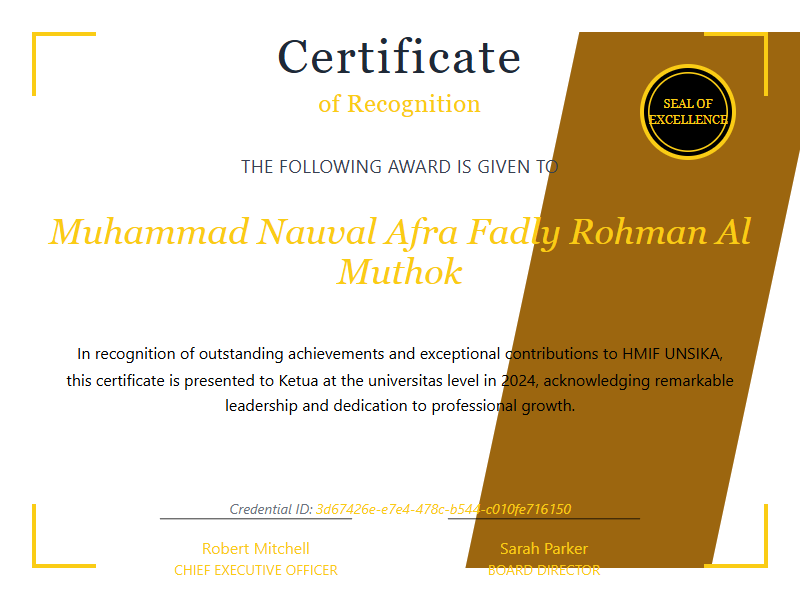 Certificate
of Recognition
SEAL OF
EXCELLENCE
THE FOLLOWING AWARD IS GIVEN TO
Muhammad Nauval Afra Fadly Rohman Al
Muthok
In recognition of outstanding achievements and exceptional contributions to HMIF UNSIKA,
this certificate is presented to Ketua at the universitas level in 2024, acknowledging remarkable
leadership and dedication to professional growth.
Credential ID: 3d67426e-e7e4-478c-b544-c010fe716150
Robert Mitchell
CHIEF EXECUTIVE OFFICER
Sarah Parker
BOARD DIRECTOR